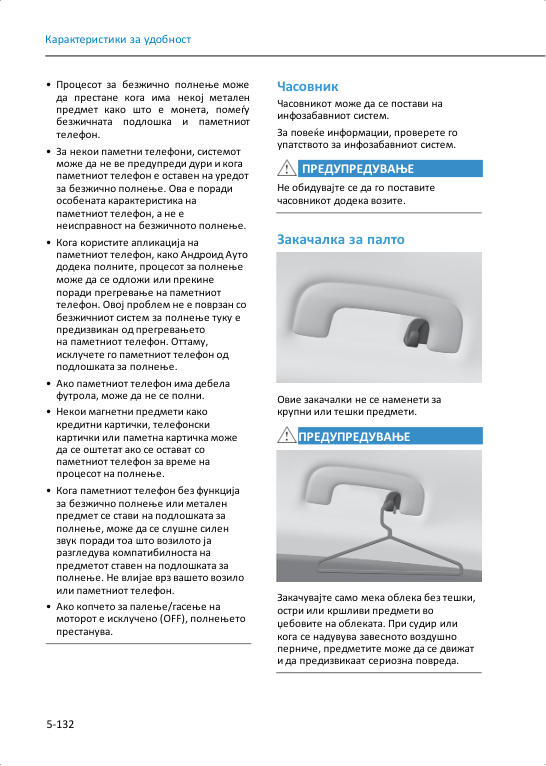 Карактеристики за удобност
• Процесот за безжично полнење може
да престане кога има некој метален
предмет како што е монета, помеѓу
безжичната подлошка и паметниот
телефон.
• За некои паметни телефони, системот
може да не ве предупреди дури и кога
паметниот телефон е оставен на уредот
за безжично полнење. Ова е поради
особената карактеристика на
паметниот телефон, а не е
неисправност на безжичното полнење.
• Кога користите апликација на
паметниот телефон, како Андроид Ауто
додека полните, процесот за полнење
може да се одложи или прекине
поради прегревање на паметниот
телефон. Овој проблем не е поврзан со
безжичниот систем за полнење туку е
предизвикан од прегревањето
на паметниот телефон. Оттаму,
исклучете го паметниот телефон од
подлошката за полнење.
• Ако паметниот телефон има дебела
футрола, може да не се полни.
• Некои магнетни предмети како
кредитни картички, телефонски
картички или паметна картичка може
да се оштетат ако се остават со
паметниот телефон за време на
процесот на полнење.
• Кога паметниот телефон без функција
за безжично полнење или метален
предмет се стави на подлошката за
полнење, може да се слушне силен
звук поради тоа што возилото ја
разгледува компатибилноста на
предметот ставен на подлошката за
полнење. Не влијае врз вашето возило
или паметниот телефон.
• Ако копчето за палење/гасење на
моторот е исклучено (OFF), полнењето
престанува.
Часовник
Часовникот може да се постави на
инфозабавниот систем.
За повеќе информации, проверете го
упатството за инфозабавниот систем.
ПРЕДУПРЕДУВАЊЕ
Не обидувајте се да го поставите
часовникот додека возите.
Закачалка за палто
Овие закачалки не се наменети за
крупни или тешки предмети.
ПРЕДУПРЕДУВАЊЕ
Закачувајте само мека облека без тешки,
остри или кршливи предмети во
џебовите на облеката. При судир или
кога се надувува завесното воздушно
перниче, предметите може да се движат
и да предизвикаат сериозна повреда.
5-132